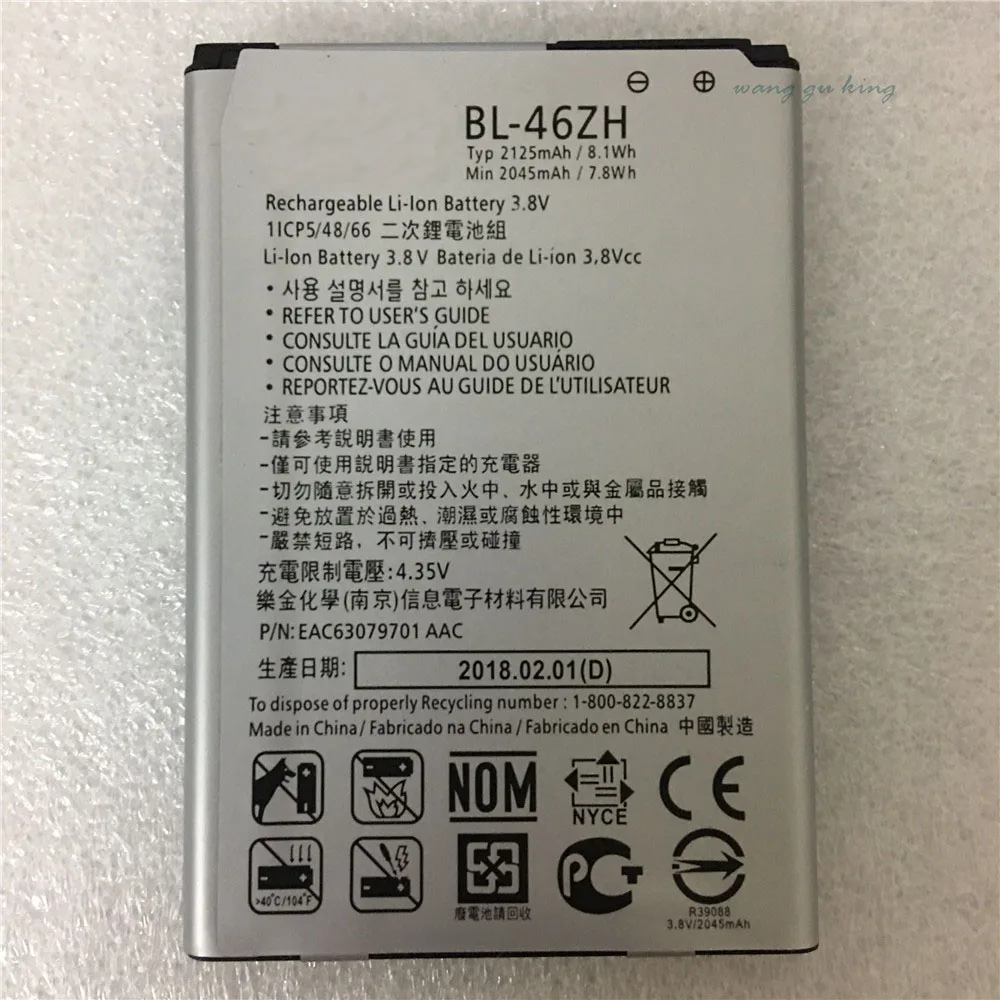 ⊖ ⊕ wang gu king
BL-46ZH
Typ 2125mAh / 8.1Wh
Min 2045mAh / 7.8Wh
Rechargeable Li-Ion Battery 3.8V
1ICP5/48/66 二次鋰電池組
Li-Ion Battery 3.8 V Bateria de Li-íon 3,8Vcc
• 사용 설명서를 참고 하세요
• REFER TO USER'S GUIDE
• CONSULTE LA GUÍA DEL USUARIO
• CONSULTE O MANUAL DO USUÁRIO
• REPORTEZ-VOUS AU GUIDE DE L'UTILISATEUR
注意事項
-請參考說明書使用
-僅可使用說明書指定的充電器
-切勿隨意拆開或投入火中、水中或與金屬品接觸
-避免放置於過熱、潮濕或腐蝕性環境中
-嚴禁短路，不可擠壓或碰撞
充電限制電壓:4.35V
樂金化學(南京)信息電子材料有限公司
P/N: EAC63079701 AAC
生產日期: 2018.02.01(D)
To dispose of properly Recycling number : 1-800-822-8837
Made in China / Fabricado na China / Fabricado en China 中國製造
NOM
NYCE
CE
>40°C/104°F
廢電池請回收
PCT
R39088
3.8V/2045mAh